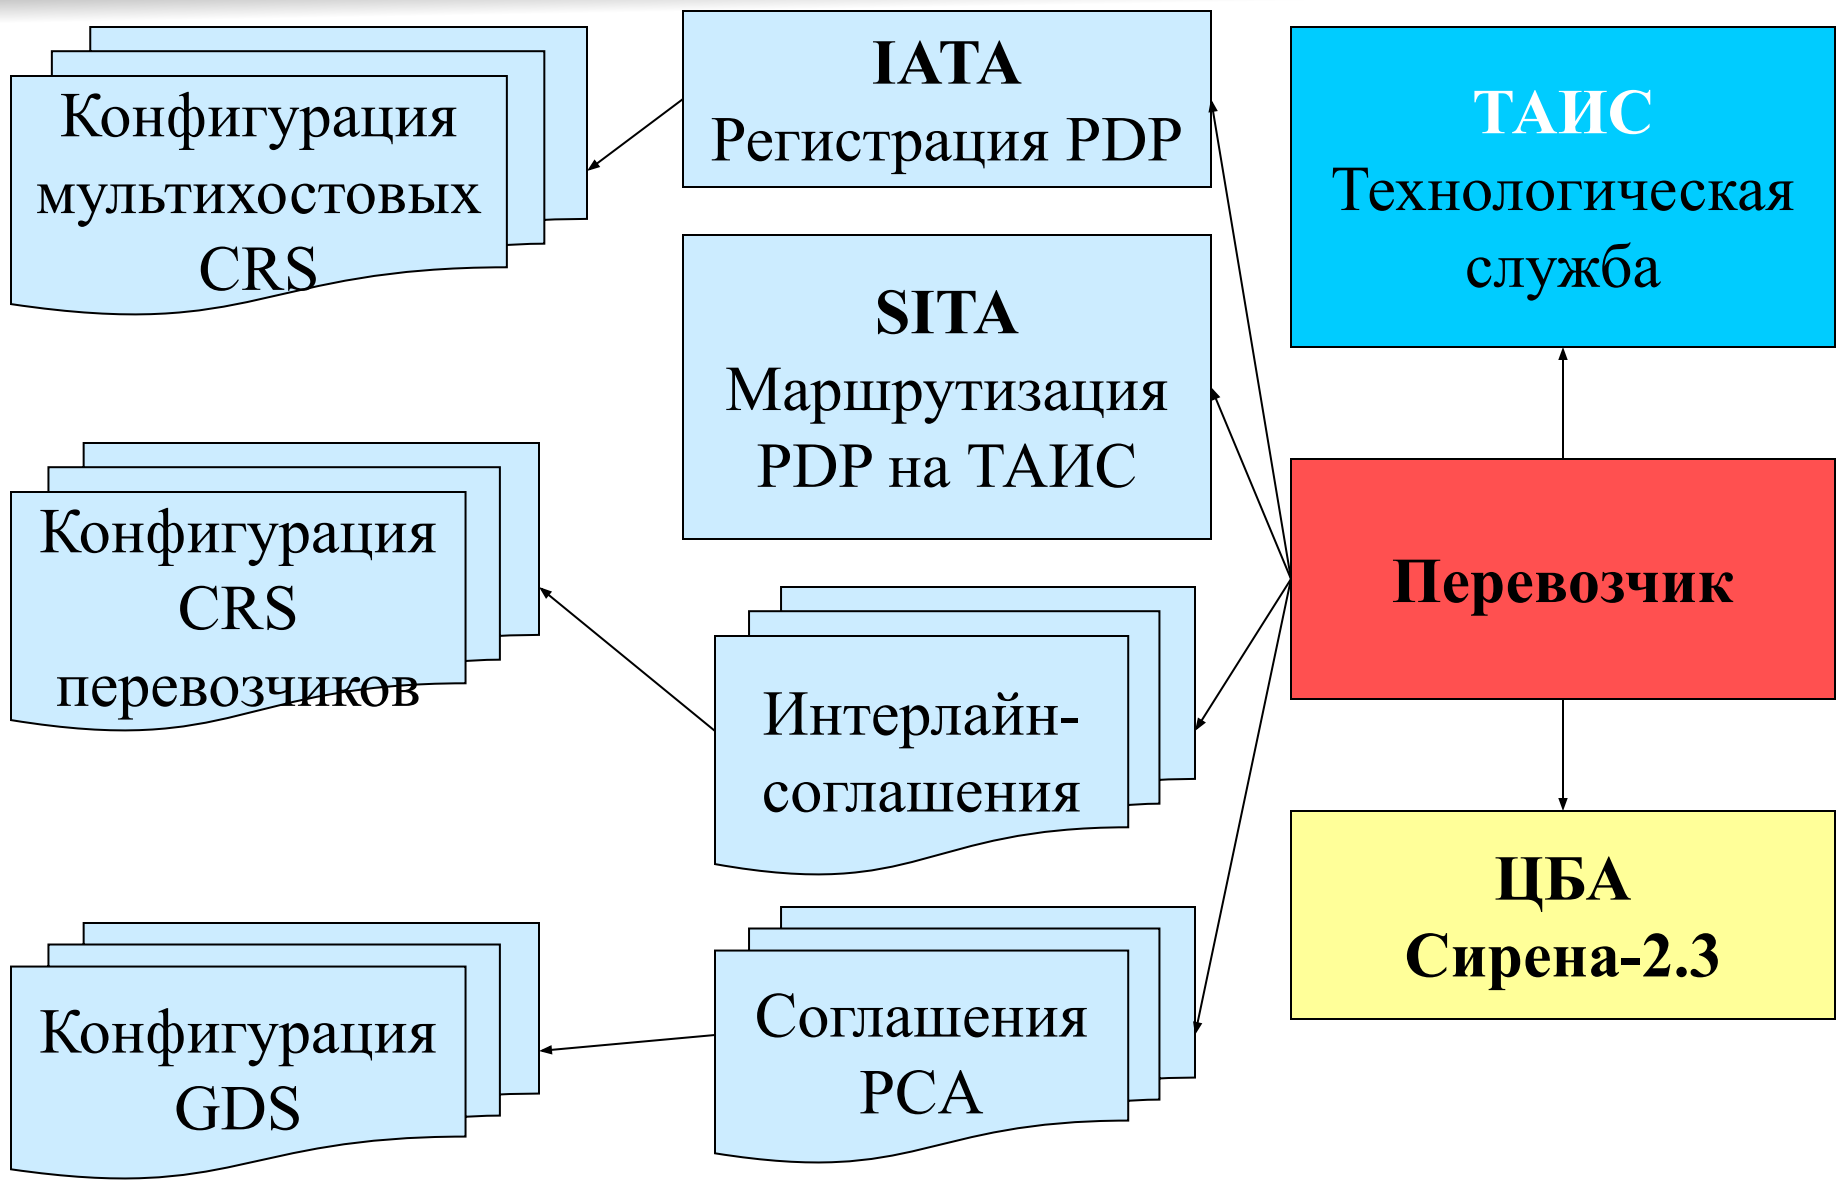 Конфигурация
мультихостовых
CRS
IATA
Регистрация PDP
ТАИС
Технологическая
служба
SITA
Маршрутизация
PDP на ТАИС
Конфигурация
CRS
перевозчиков
Перевозчик
Интерлайн-
соглашения
ЦБА
Сирена-2.3
Конфигурация
GDS
Соглашения
PCA